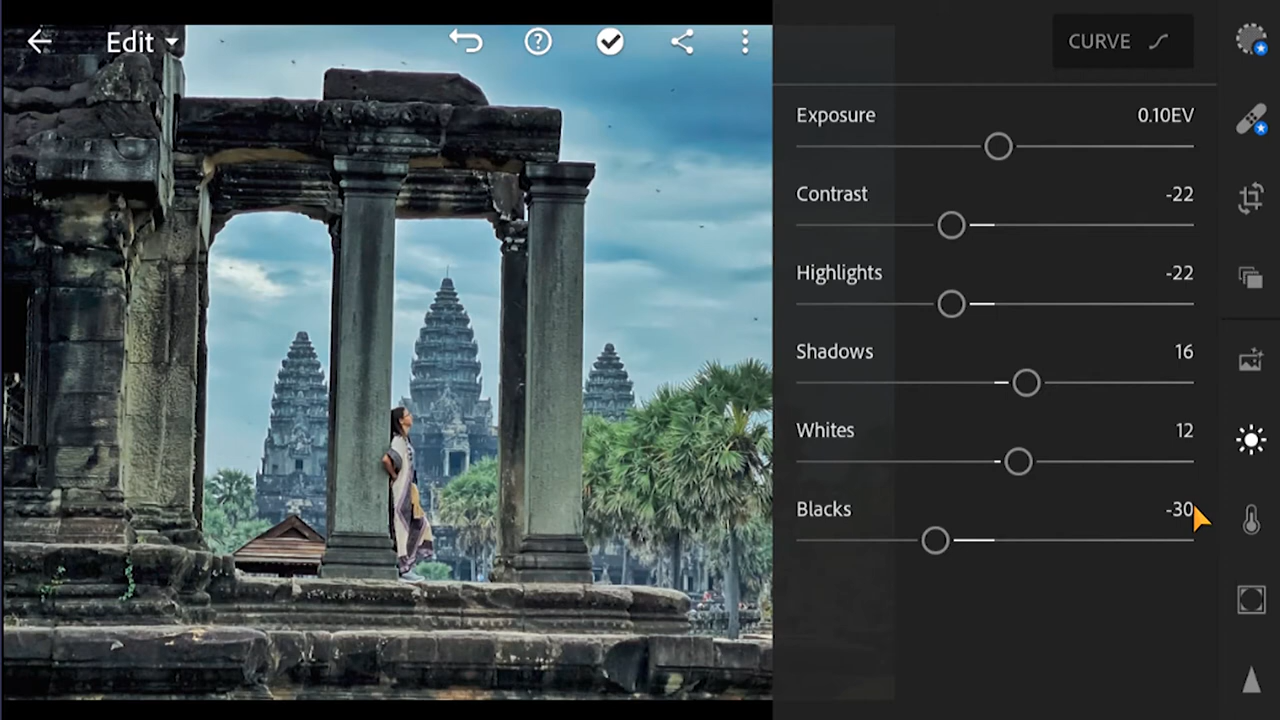 Edit
CURVE
Exposure 0.10EV
Contrast -22
Highlights -22
Shadows 16
Whites 12
Blacks -30